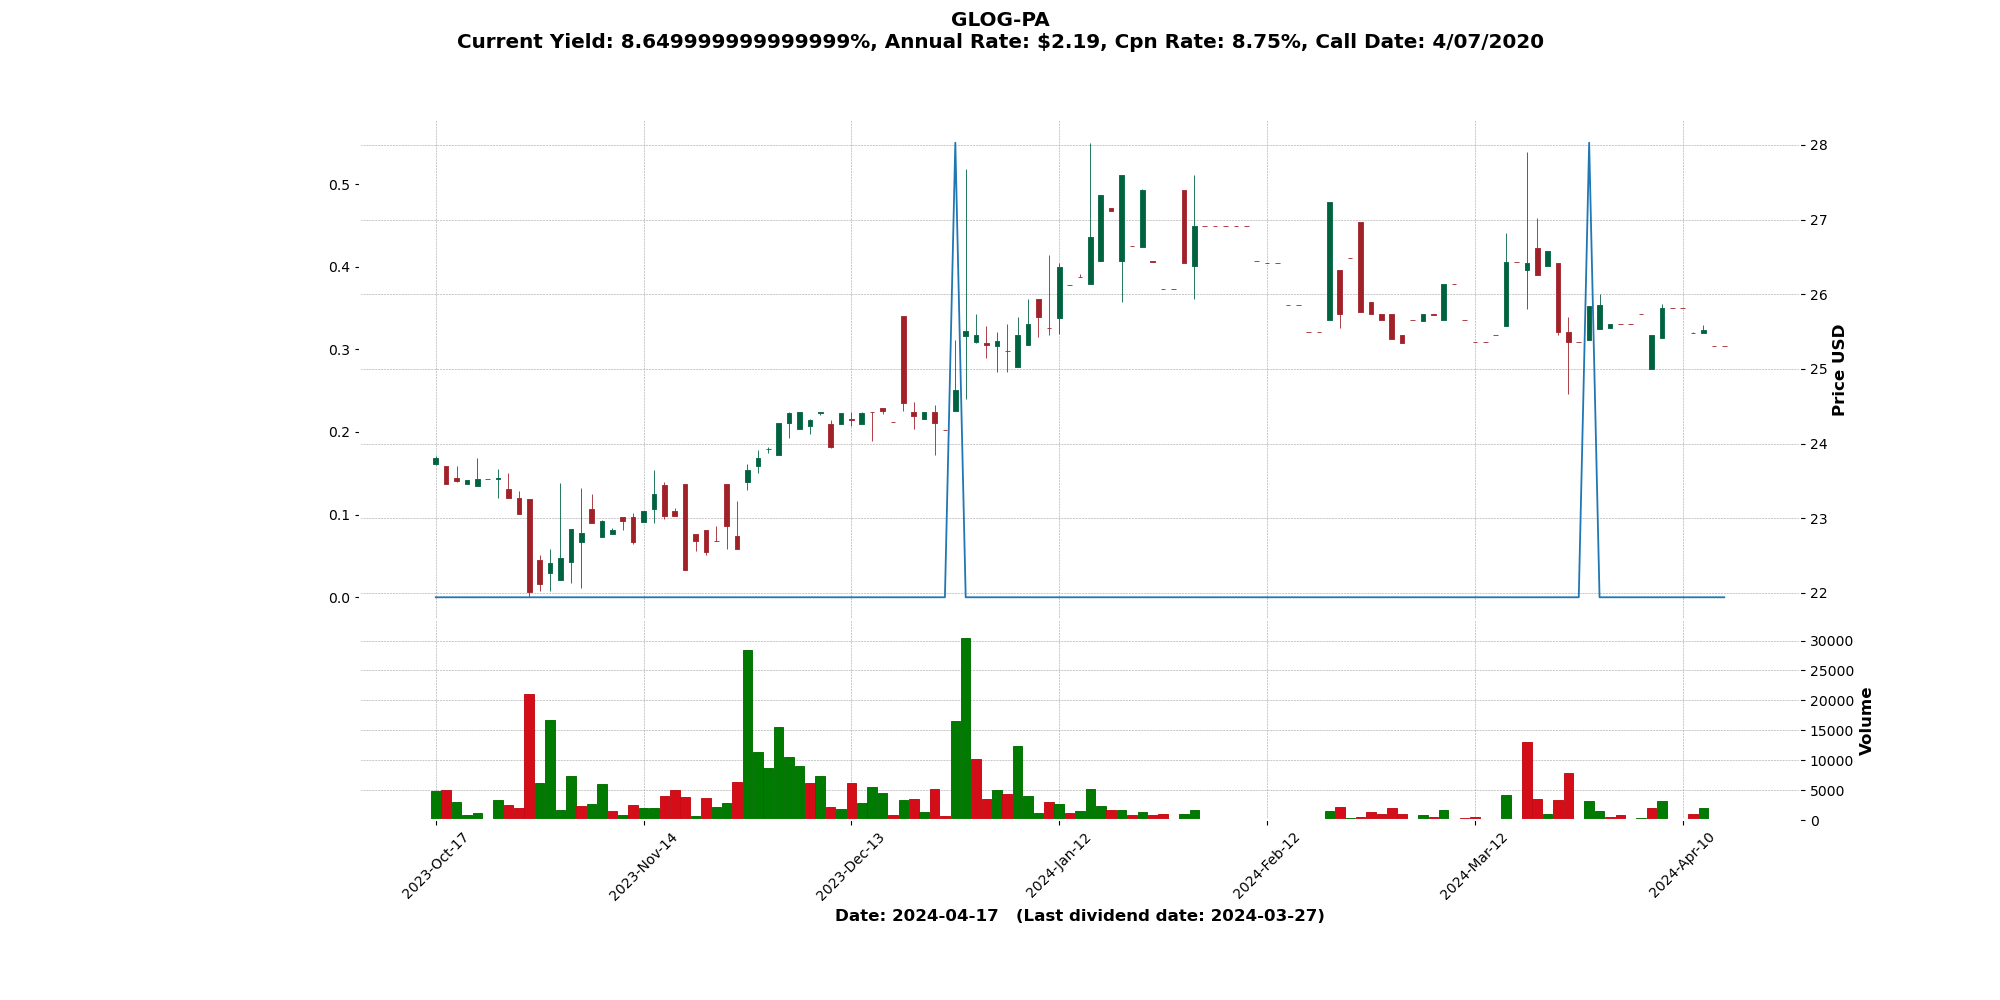 GLOG-PA
Current Yield: 8.649999999999999%, Annual Rate: $2.19, Cpn Rate: 8.75%, Call Date: 4/07/2020
0.5
0.4
0.3
0.2
0.1
0.0
28
27
26
25
24
23
22
Price USD
30000
25000
20000
15000
10000
5000
0
Volume
2023-Oct-17
2023-Nov-14
2023-Dec-13
2024-Jan-12
2024-Feb-12
2024-Mar-12
2024-Apr-10
Date: 2024-04-17   (Last dividend date: 2024-03-27)